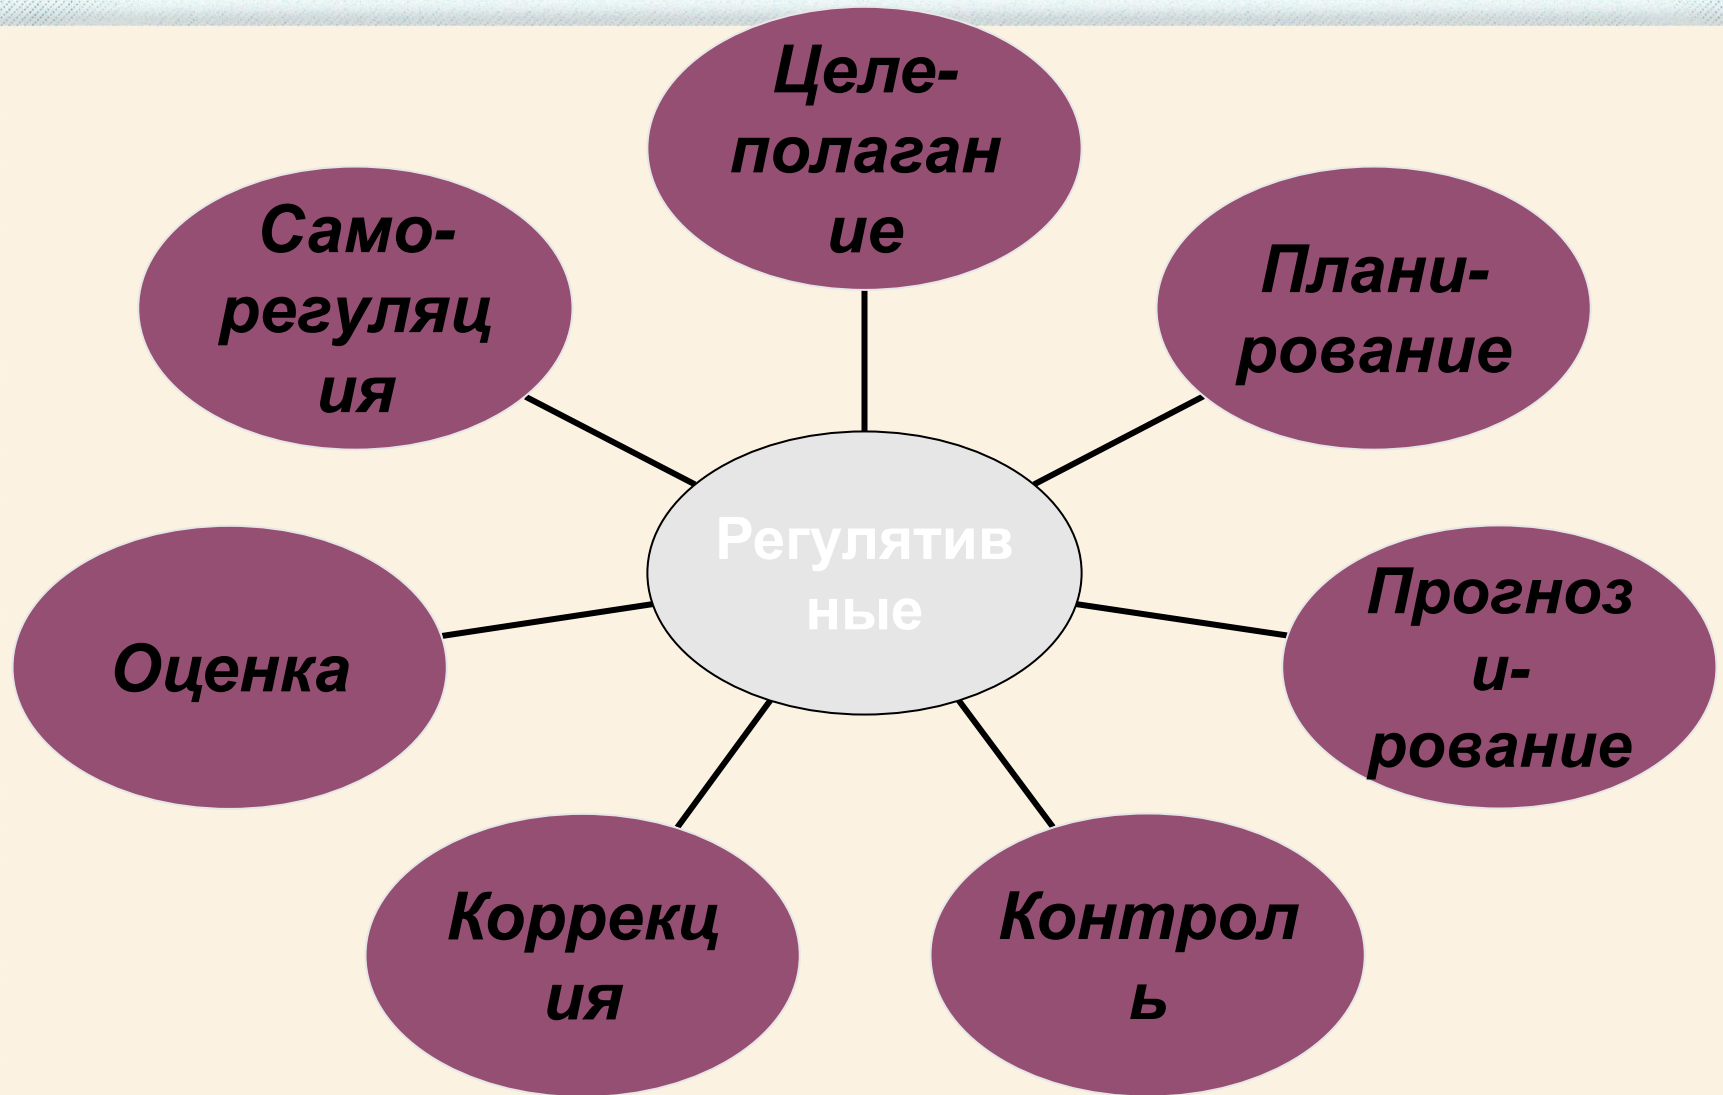 Целе-
полаган
ие
Плани-
рование
Прогноз
и-
рование
Контрол
ь
Коррекц
ия
Оценка
Само-
регуляц
ия
Регулятив
ные